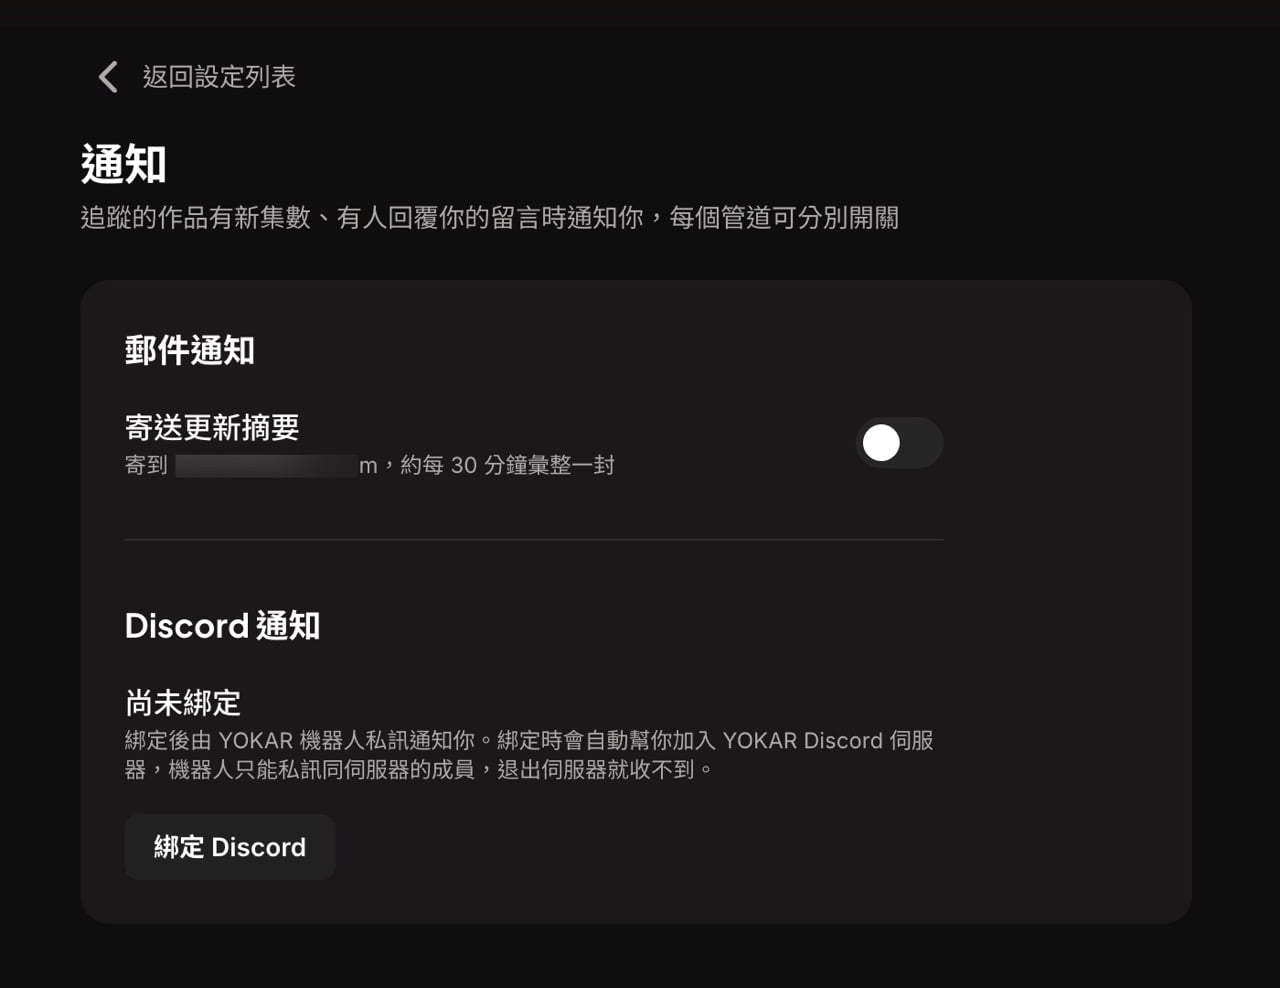 返回設定列表
通知
追蹤的作品有新集數、有人回覆你的留言時通知你，每個管道可分別開關
郵件通知
寄送更新摘要
寄到 m，約每 30 分鐘彙整一封
Discord 通知
尚未綁定
綁定後由 YOKAR 機器人私訊通知你。綁定時會自動幫你加入 YOKAR Discord 伺服
器，機器人只能私訊同伺服器的成員，退出伺服器就收不到。
綁定 Discord